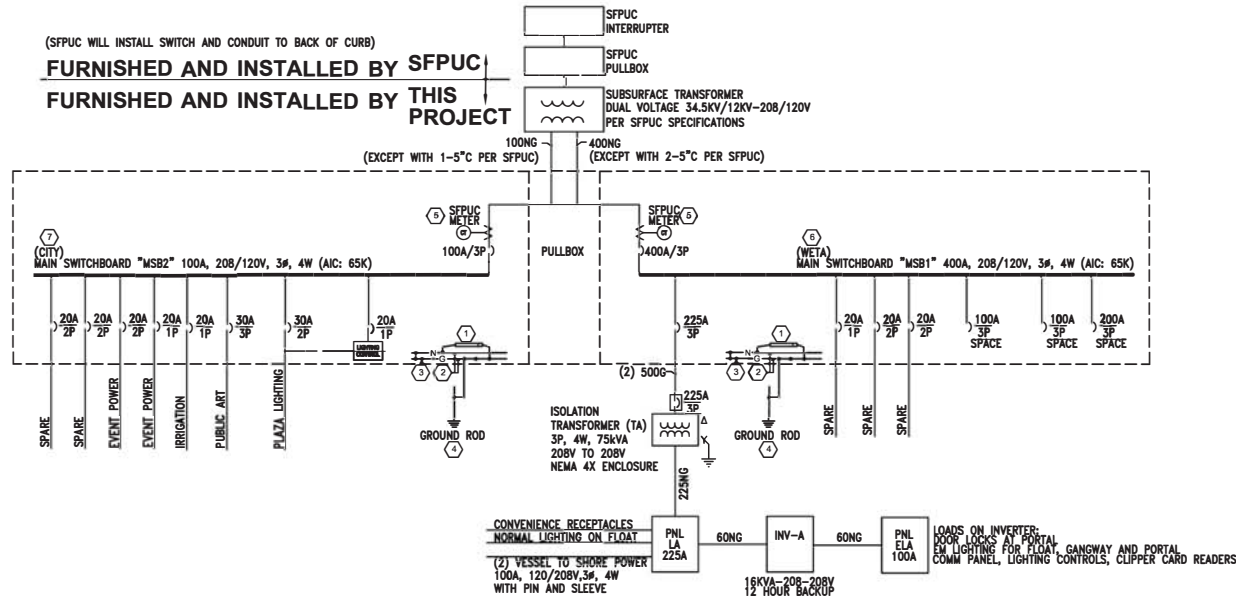 SFPUC
INTERRUPTER
(SFPUC WILL INSTALL SWITCH AND CONDUIT TO BACK OF CURB)
FURNISHED AND INSTALLED BY SFPUC
SFPUC
PULLBOX
FURNISHED AND INSTALLED BY THIS
PROJECT
SUBSURFACE TRANSFORMER
DUAL VOLTAGE 34.5KV/12KV-208/120V
PER SFPUC SPECIFICATIONS
100NG
400NG
(EXCEPT WITH 1-5"C PER SFPUC)
(EXCEPT WITH 2-5"C PER SFPUC)
5
SFPUC
METER
CT
100A/3P
PULLBOX
SFPUC
METER
5
CT
400A/3P
7
(CITY)
MAIN SWITCHBOARD "MSB2" 100A, 208/120V, 3ø, 4W (AIC: 65K)
6
(WETA)
MAIN SWITCHBOARD "MSB1" 400A, 208/120V, 3ø, 4W (AIC: 65K)
20A
2P
20A
2P
20A
2P
20A
1P
20A
1P
30A
3P
30A
2P
20A
1P
LIGHTING
CONTROL
225A
3P
20A
1P
20A
2P
20A
2P
100A
3P
SPACE
100A
3P
SPACE
200A
3P
SPACE
1
N
G
3
2
GROUND ROD
4
1
N
G
3
2
GROUND ROD
4
SPARE
SPARE
EVENT POWER
EVENT POWER
IRRIGATION
PUBLIC ART
PLAZA LIGHTING
SPARE
SPARE
SPARE
(2) 500G
225A
3P
ISOLATION
TRANSFORMER (TA)
3P, 4W, 75kVA
208V TO 208V
NEMA 4X ENCLOSURE
Δ
Y
225NG
CONVENIENCE RECEPTACLES
NORMAL LIGHTING ON FLOAT
(2) VESSEL TO SHORE POWER
100A, 120/208V,3ø, 4W
WITH PIN AND SLEEVE
PNL
LA
225A
60NG
INV-A
16KVA-208-208V
12 HOUR BACKUP
60NG
PNL
ELA
100A
LOADS ON INVERTER:
DOOR LOCKS AT PORTAL
EM LIGHTING FOR FLOAT, GANGWAY AND PORTAL
COMM PANEL, LIGHTING CONTROLS, CLIPPER CARD READERS